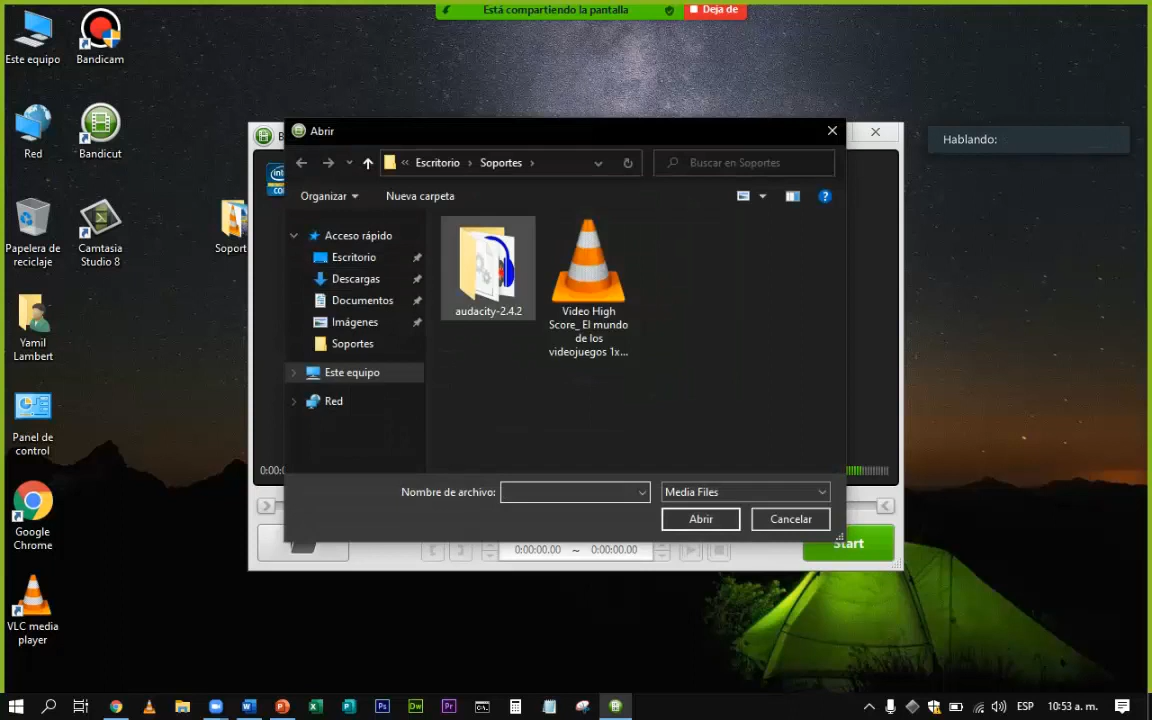 Está compartiendo la pantalla
Deja de
Este equipo
Bandicam
Red
Bandicut
Papelera de
reciclaje
Camtasia
Studio 8
Soport
Yamil
Lambert
Panel de
control
Google
Chrome
VLC media
player
Hablando:
Abrir
Escritorio
Soportes
Buscar en Soportes
Organizar
Nueva carpeta
Acceso rápido
Escritorio
Descargas
Documentos
Imágenes
Soportes
Este equipo
Red
audacity-2.4.2
Video High
Score_ El mundo
de los
videojuegos 1x...
Nombre de archivo:
Media Files
Abrir
Cancelar
0:00:00.00 ~ 0:00:00.00
Start
ESP
10:53 a. m.